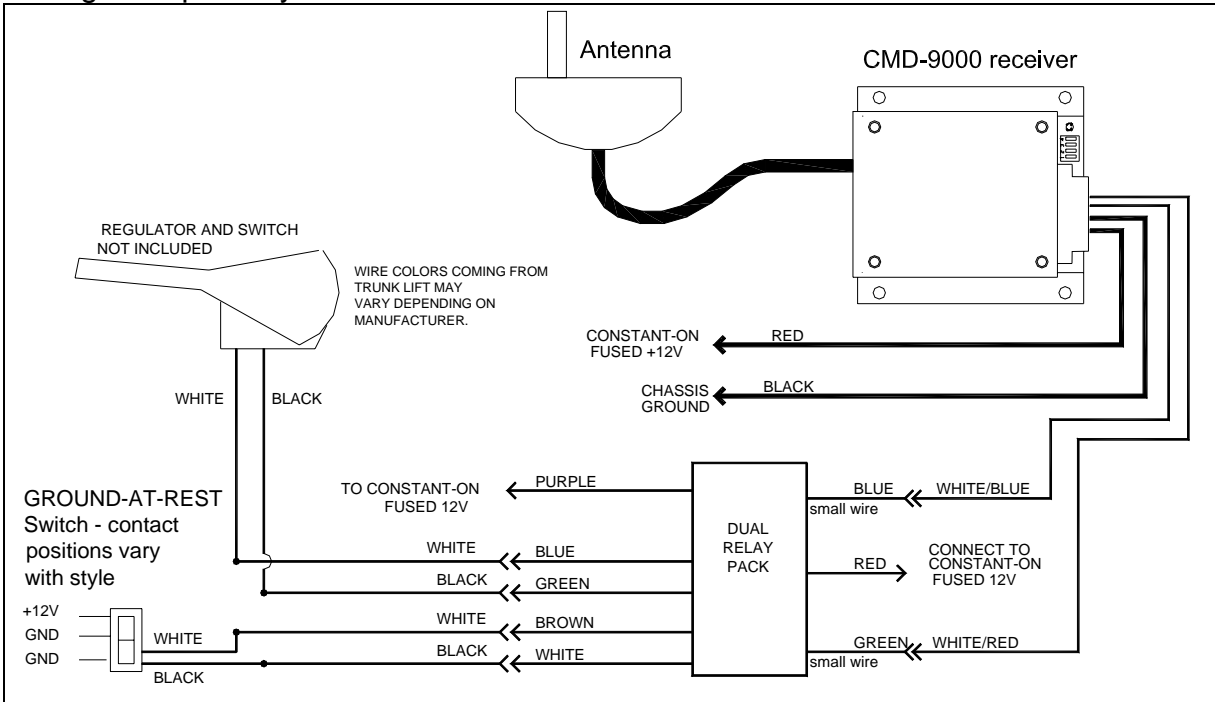 Antenna
CMD-9000 receiver
REGULATOR AND SWITCH
NOT INCLUDED
WIRE COLORS COMING FROM
TRUNK LIFT MAY
VARY DEPENDING ON
MANUFACTURER.
CONSTANT-ON
FUSED +12V
RED
CHASSIS
GROUND
BLACK
WHITE
BLACK
TO CONSTANT-ON
FUSED 12V
PURPLE
BLUE
small wire
WHITE/BLUE
GROUND-AT-REST
Switch - contact
positions vary
with style
DUAL
RELAY
PACK
WHITE
BLUE
RED
CONNECT TO
CONSTANT-ON
FUSED 12V
BLACK
GREEN
+12V
GND
GND
WHITE
BLACK
WHITE
BROWN
BLACK
WHITE
GREEN
small wire
WHITE/RED